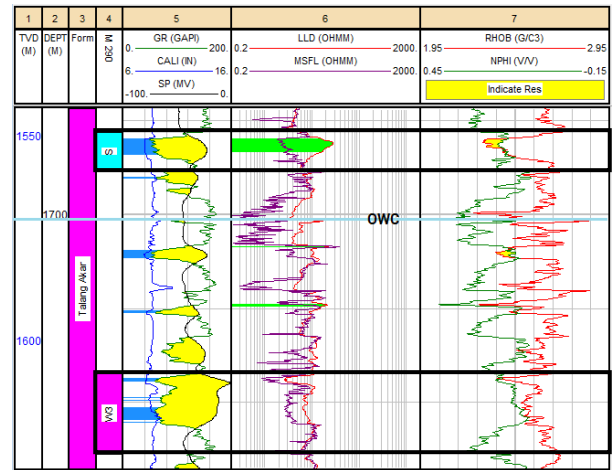 1 2 3 4 5 6 7
TVD DEPT Form M 290 GR (GAPI) LLD (OHMM) RHOB (G/C3)
(M) (M) 0. 200. 0.2 2000. 1.95 2.95
CALI (IN) MSFL (OHMM) NPHI (V/V)
6. 16. 0.2 2000. 0.45 -0.15
SP (MV) Indicate Res
-100. 0.
1550
S
1700
OWC
Talang Akar
1600
W3